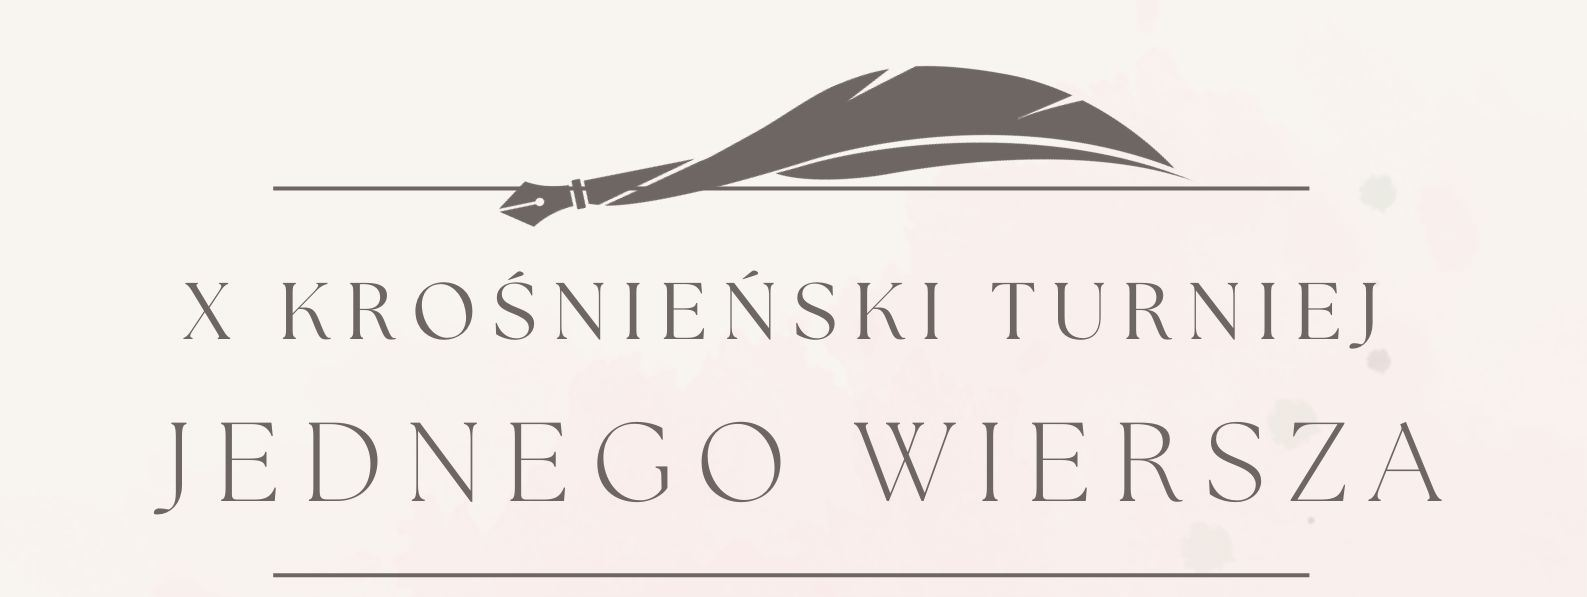 X KROŚNIEŃSKI TURNIEJ
JEDNEGO WIERSZA